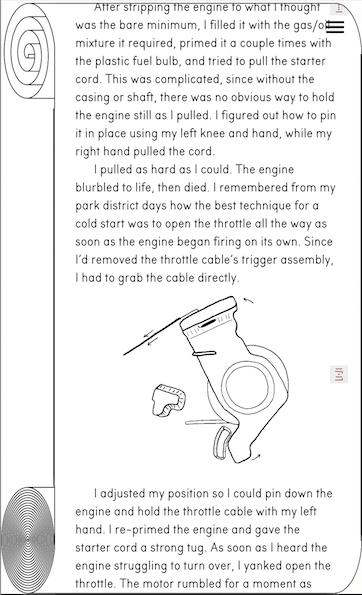 After stripping the engine to what I thought
was the bare minimum, I filled it with the gas/oil
mixture it required, primed it a couple times with
the plastic fuel bulb, and tried to pull the starter
cord. This was complicated, since without the
casing or shaft, there was no obvious way to hold
the engine still as I pulled. I figured out how to pin
it in place using my left knee and hand, while my
right hand pulled the cord.
I pulled as hard as I could. The engine
blurbled to life, then died. I remembered from my
park district days how the best technique for a
cold start was to open the throttle all the way as
soon as the engine began firing on its own. Since
I'd removed the throttle cable's trigger assembly,
I had to grab the cable directly.
I adjusted my position so I could pin down the
engine and hold the throttle cable with my left
hand. I re-primed the engine and gave the
starter cord a strong tug. As soon as I heard the
engine struggling to turn over, I yanked open the
throttle. The motor rumbled for a moment as